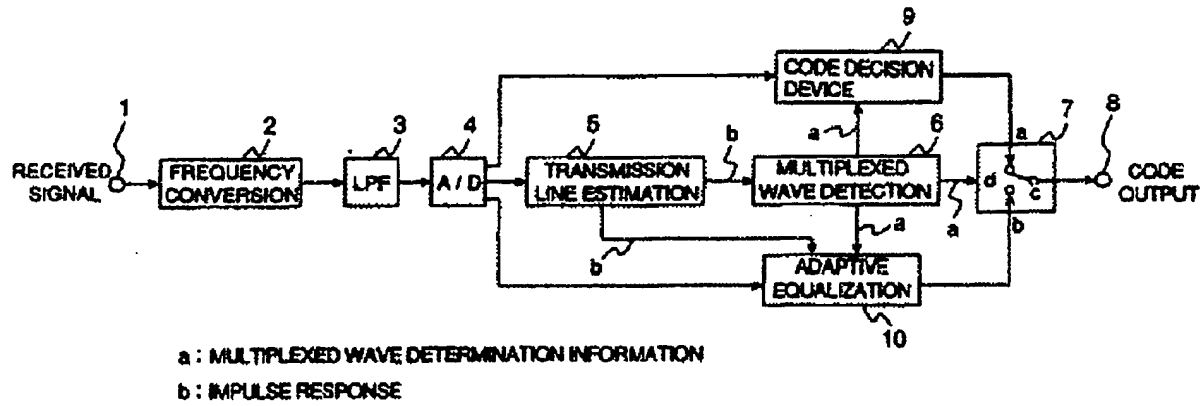 9
CODE DECISION
DEVICE
1
2
3
4
5
b
a
6
a
7
8
RECEIVED
SIGNAL
FREQUENCY
CONVERSION
LPF
A / D
TRANSMISSION
LINE ESTIMATION
MULTIPLEXED
WAVE DETECTION
d
c
CODE
OUTPUT
a
a
b
b
ADAPTIVE
EQUALIZATION
10
a : MULTIPLEXED WAVE DETERMINATION INFORMATION
b : IMPULSE RESPONSE